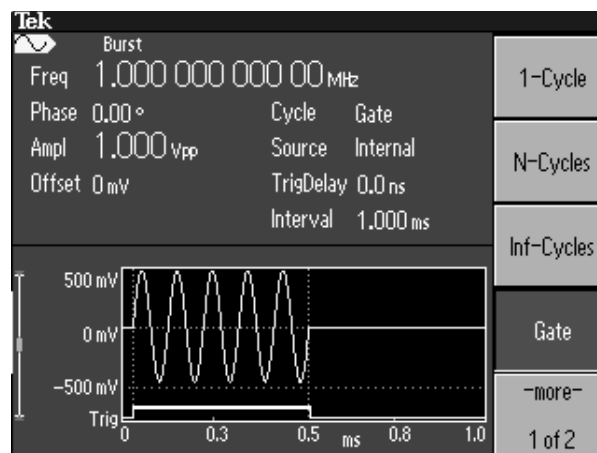 Tek
Burst
Freq 1.000 000 000 00 MHz
Phase 0.00 °
Cycle Gate
Ampl 1.000 Vpp
Source Internal
Offset 0 mV
TrigDelay 0.0 ns
Interval 1.000 ms
1-Cycle
N-Cycles
Inf-Cycles
Gate
-more-
1 of 2
500 mV
0 mV
-500 mV
Trig
0 0.3 0.5 ms 0.8 1.0